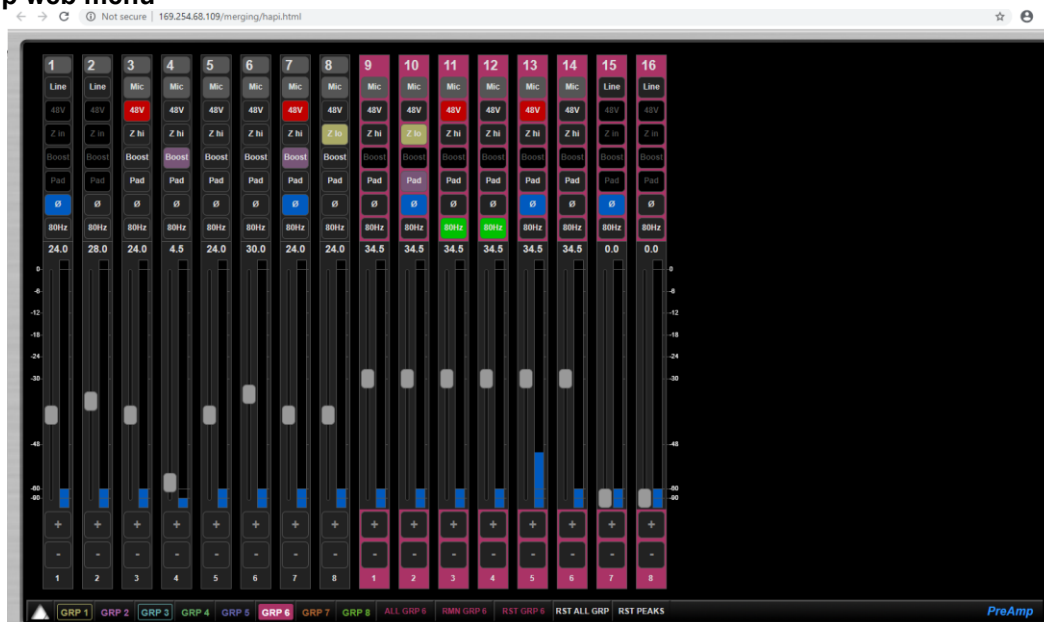 p web menu
Not secure | 169.254.68.109/merging/hapi.html
1 2 3 4 5 6 7 8 9 10 11 12 13 14 15 16
Line Line Mic Mic Mic Mic Mic Mic Mic Mic Mic Mic Mic Mic Line Line
48V 48V 48V 48V 48V 48V 48V 48V 48V 48V 48V 48V 48V 48V 48V 48V
Z in Z in Z hi Z hi Z hi Z hi Z hi Z lo Z hi Z lo Z hi Z hi Z hi Z hi Z in Z in
Boost Boost Boost Boost Boost Boost Boost Boost Boost Boost Boost Boost Boost Boost Boost Boost
Pad Pad Pad Pad Pad Pad Pad Pad Pad Pad Pad Pad Pad Pad Pad Pad
ø ø ø ø ø ø ø ø ø ø ø ø ø ø ø ø
80Hz 80Hz 80Hz 80Hz 80Hz 80Hz 80Hz 80Hz 80Hz 80Hz 80Hz 80Hz 80Hz 80Hz 80Hz 80Hz
24.0 28.0 24.0 4.5 24.0 30.0 24.0 24.0 34.5 34.5 34.5 34.5 34.5 34.5 0.0 0.0
-0 -0
-12 -12
-18 -18
-24 -24
-30 -30
-48 -48
-60 -60
-90 -90
+ + + + + + + + + + + + + + + +
- - - - - - - - - - - - - - - -
1 2 3 4 5 6 7 8 1 2 3 4 5 6 7 8
GRP 1 GRP 2 GRP 3 GRP 4 GRP 5 GRP 6 GRP 7 GRP 8 ALL GRP 6 RMN GRP 6 RST GRP 6 RST ALL GRP RST PEAKS PreAmp